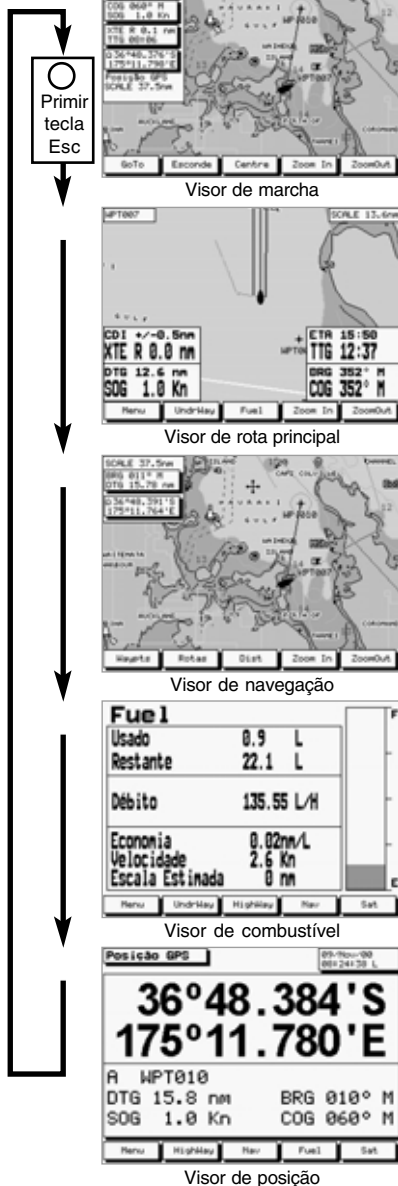 COG 060° M
SOG 1.0 Kn
XTE R 0.1 nm
TTG 08:06
36°48.376'S
175°11.798'E
Posição GPS
SCALE 37.5nm
WPT010
WPT007
GULF
AUCKLAND
GoTo Esconde Centre Zoom In ZoomOut
Primir
tecla
Esc
Visor de marcha
WPT007
SCALE 13.6nm
GULF
CDI +/-0.5nm
XTE R 0.0 nm
DTG 12.6 nm
SOG 1.0 Kn
ETA 15:50
TTG 12:37
BRG 352° M
COG 352° M
Menu UndrWay Fuel Zoom In ZoomOut
Visor de rota principal
SCALE 37.5nm
BRG 011° M
DTG 15.78 nm
36°48.391'S
175°11.764'E
CHANNEL
GULF
WPT010
WPT007
AUCKLAND
Waypts Rotas Dist Zoom In ZoomOut
Visor de navegação
Fuel
Usado 0.9 L
Restante 22.1 L
Débito 135.55 L/H
Economia 0.02nm/L
Velocidade 2.6 Kn
Escala Estimada 0 nm
F
E
Menu UndrWay HighWay Nav Sat
Visor de combustível
Posição GPS
09-Nov-00
08:24:38 L
36°48.384'S
175°11.780'E
A WPT010
DTG 15.8 nm BRG 010° M
SOG 1.0 Kn COG 060° M
Menu HighWay Nav Fuel Sat
Visor de posição